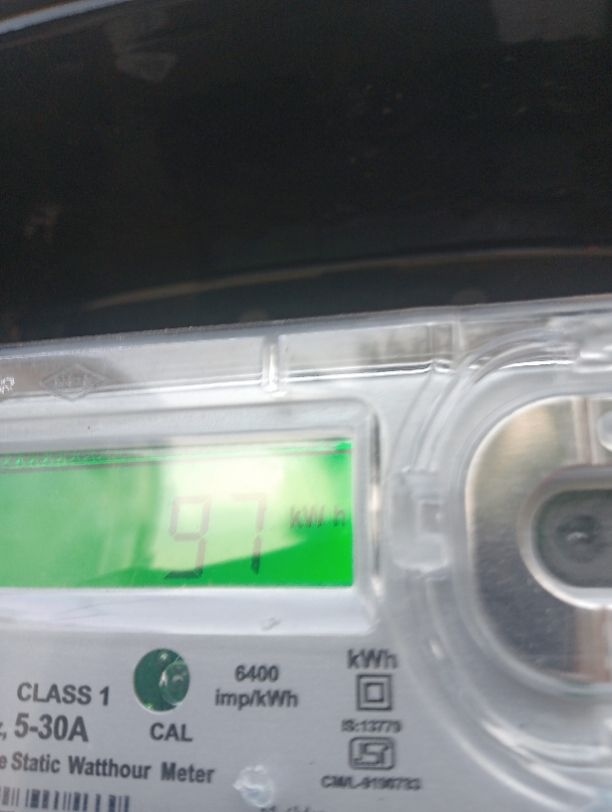 97 kWh
CLASS 1
6400
imp/kWh
kWh
5-30A
CAL
IS:13779
e Static Watthour Meter